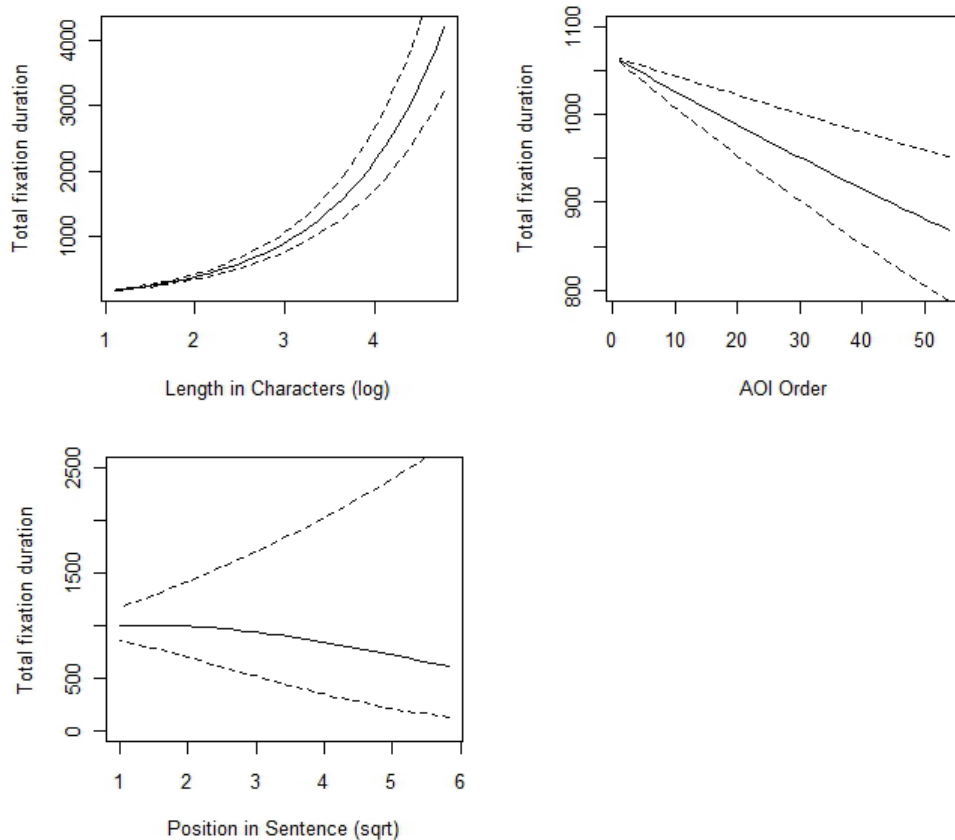 Total fixation duration
4000
3000
2000
1000
1 2 3 4
Length in Characters (log)
Total fixation duration
1100
1000
900
800
0 10 20 30 40 50
AOI Order
Total fixation duration
2500
1500
500
0
1 2 3 4 5 6
Position in Sentence (sqrt)